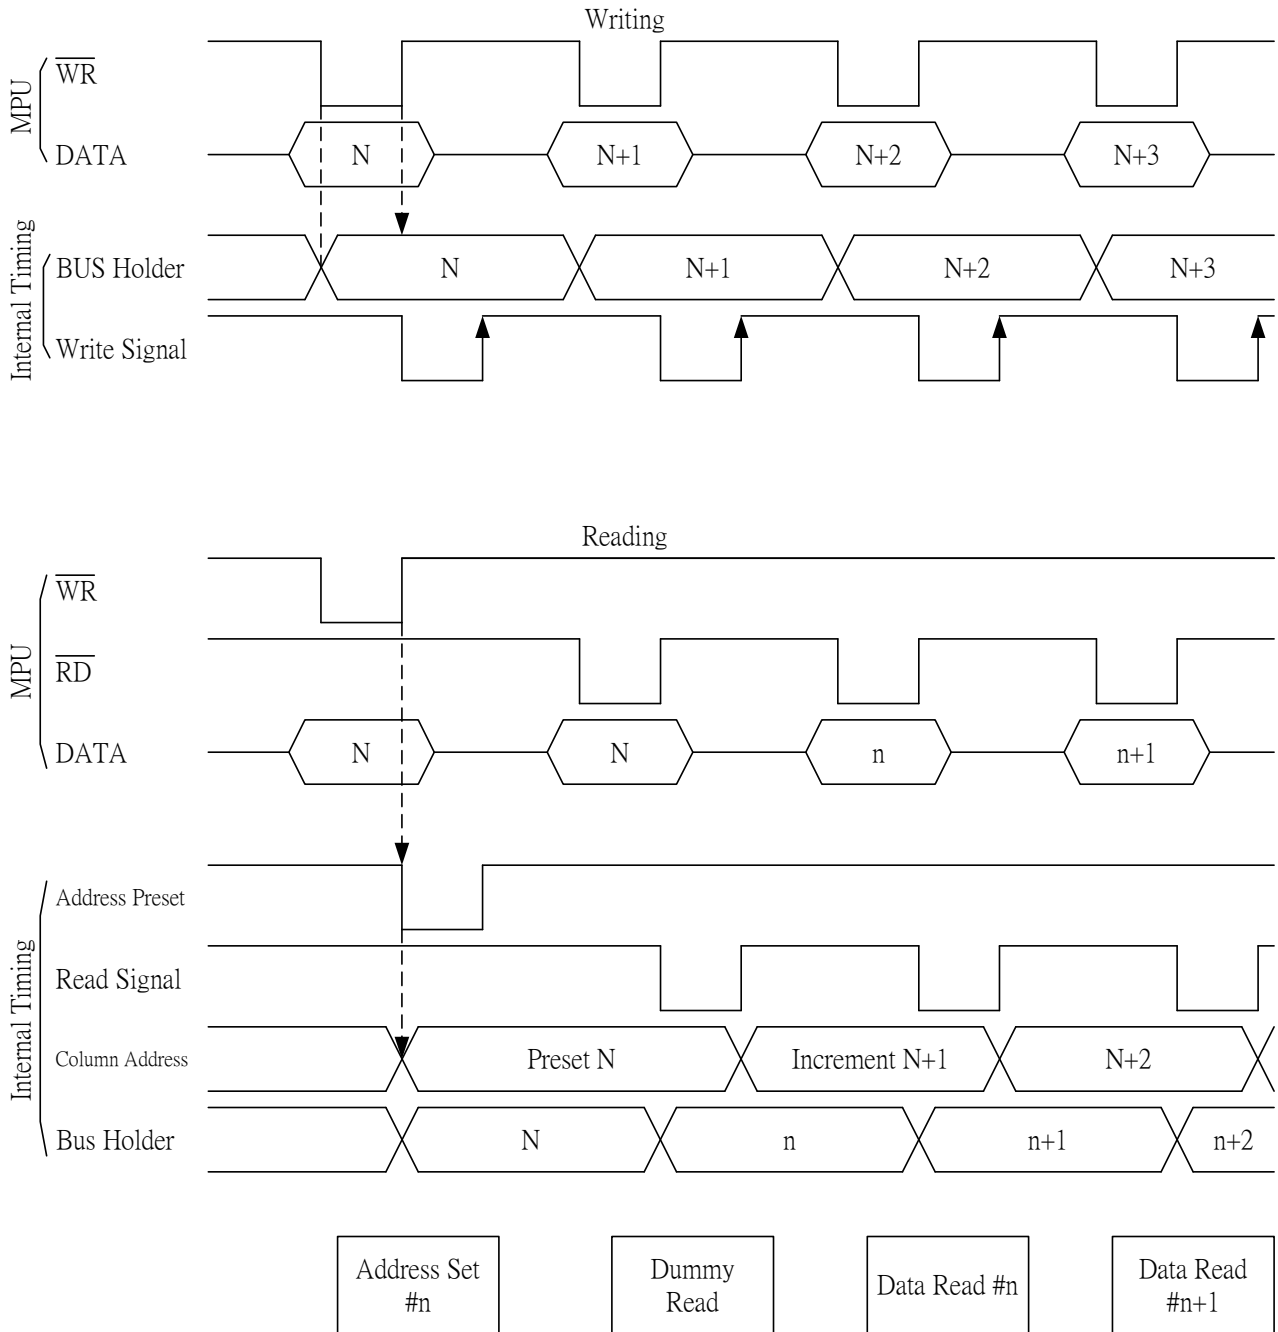 Writing
MPU
WR
DATA
N
N+1
N+2
N+3
Internal Timing
BUS Holder
N
N+1
N+2
N+3
Write Signal
Reading
MPU
WR
RD
DATA
N
N
n
n+1
Internal Timing
Address Preset
Read Signal
Column Address
Preset N
Increment N+1
N+2
Bus Holder
N
n
n+1
n+2
Address Set
#n
Dummy
Read
Data Read #n
Data Read
#n+1